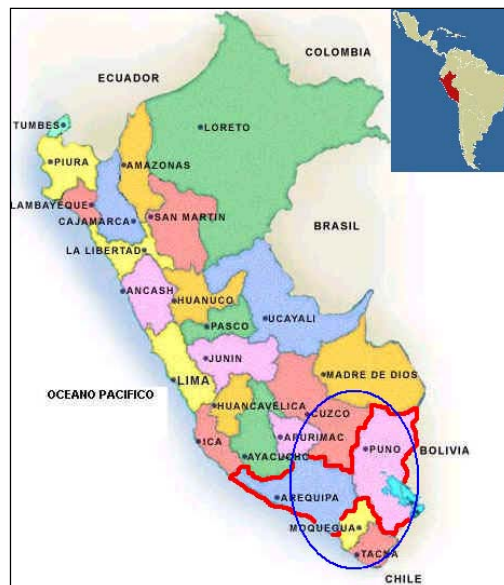 COLOMBIA
ECUADOR
TUMBES
LORETO
PIURA
AMAZONAS
LAMBAYEQUE
CAJAMARCA
SAN MARTIN
BRASIL
LA LIBERTAD
ANCASH
HUANUCO
UCAYALI
PASCO
JUNIN
MADRE DE DIOS
LIMA
OCEANO PACIFICO
HUANCAVELICA
CUZCO
ICA
APURIMAC
PUNO
BOLIVIA
AYACUCHO
AREQUIPA
MOQUEGUA
TACNA
CHILE